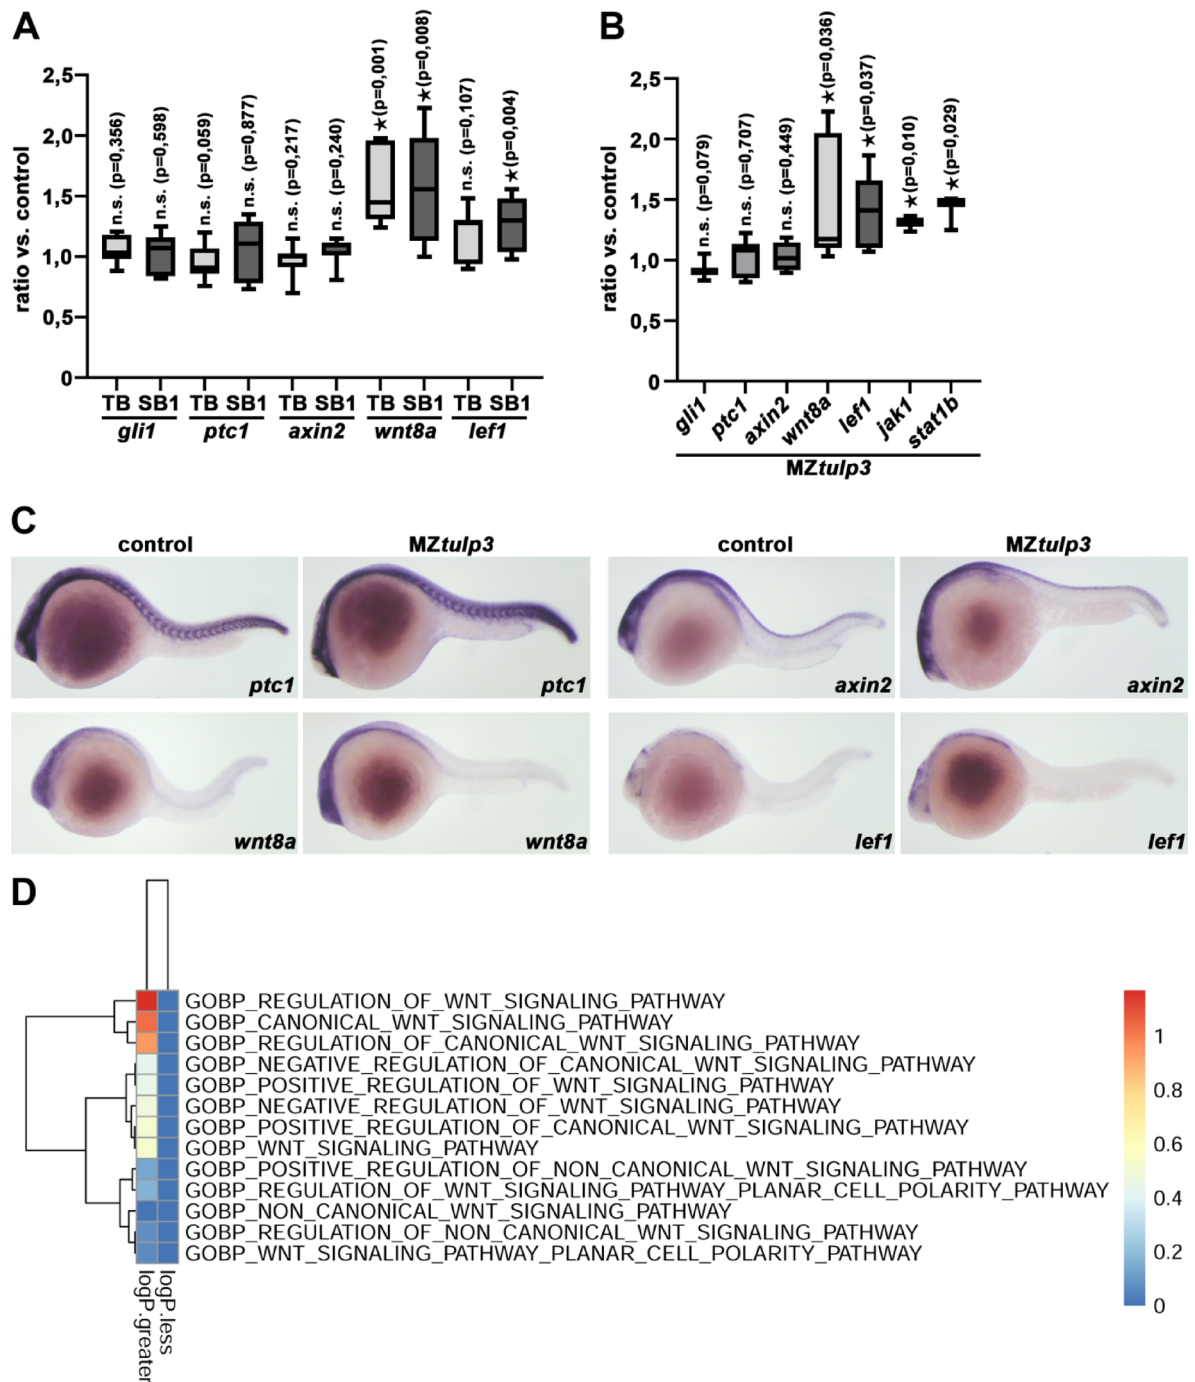 A
ratio vs. control
2,5
2,0
1,5
1,0
0,5
0
n.s. (p=0,356)
n.s. (p=0,598)
n.s. (p=0,059)
n.s. (p=0,877)
n.s. (p=0,217)
n.s. (p=0,240)
★(p=0,001)
★(p=0,008)
n.s. (p=0,107)
★(p=0,004)
TB SB1 TB SB1 TB SB1 TB SB1 TB SB1
gli1 ptc1 axin2 wnt8a lef1
B
ratio vs. control
2,5
2,0
1,5
1,0
0,5
0
n.s. (p=0,079)
n.s. (p=0,707)
n.s. (p=0,449)
★(p=0,036)
★(p=0,037)
★(p=0,010)
★(p=0,029)
gli1 ptc1 axin2 wnt8a lef1 jak1 stat1b
MZtulp3
C
control MZtulp3 control MZtulp3
ptc1 ptc1 axin2 axin2
wnt8a wnt8a lef1 lef1
D
GOBP_REGULATION_OF_WNT_SIGNALING_PATHWAY
GOBP_CANONICAL_WNT_SIGNALING_PATHWAY
GOBP_REGULATION_OF_CANONICAL_WNT_SIGNALING_PATHWAY
GOBP_NEGATIVE_REGULATION_OF_CANONICAL_WNT_SIGNALING_PATHWAY
GOBP_POSITIVE_REGULATION_OF_WNT_SIGNALING_PATHWAY
GOBP_NEGATIVE_REGULATION_OF_WNT_SIGNALING_PATHWAY
GOBP_POSITIVE_REGULATION_OF_CANONICAL_WNT_SIGNALING_PATHWAY
GOBP_WNT_SIGNALING_PATHWAY
GOBP_POSITIVE_REGULATION_OF_NON_CANONICAL_WNT_SIGNALING_PATHWAY
GOBP_REGULATION_OF_WNT_SIGNALING_PATHWAY_PLANAR_CELL_POLARITY_PATHWAY
GOBP_NON_CANONICAL_WNT_SIGNALING_PATHWAY
GOBP_REGULATION_OF_NON_CANONICAL_WNT_SIGNALING_PATHWAY
GOBP_WNT_SIGNALING_PATHWAY_PLANAR_CELL_POLARITY_PATHWAY
logP.greater
logP.less
1
0.8
0.6
0.4
0.2
0